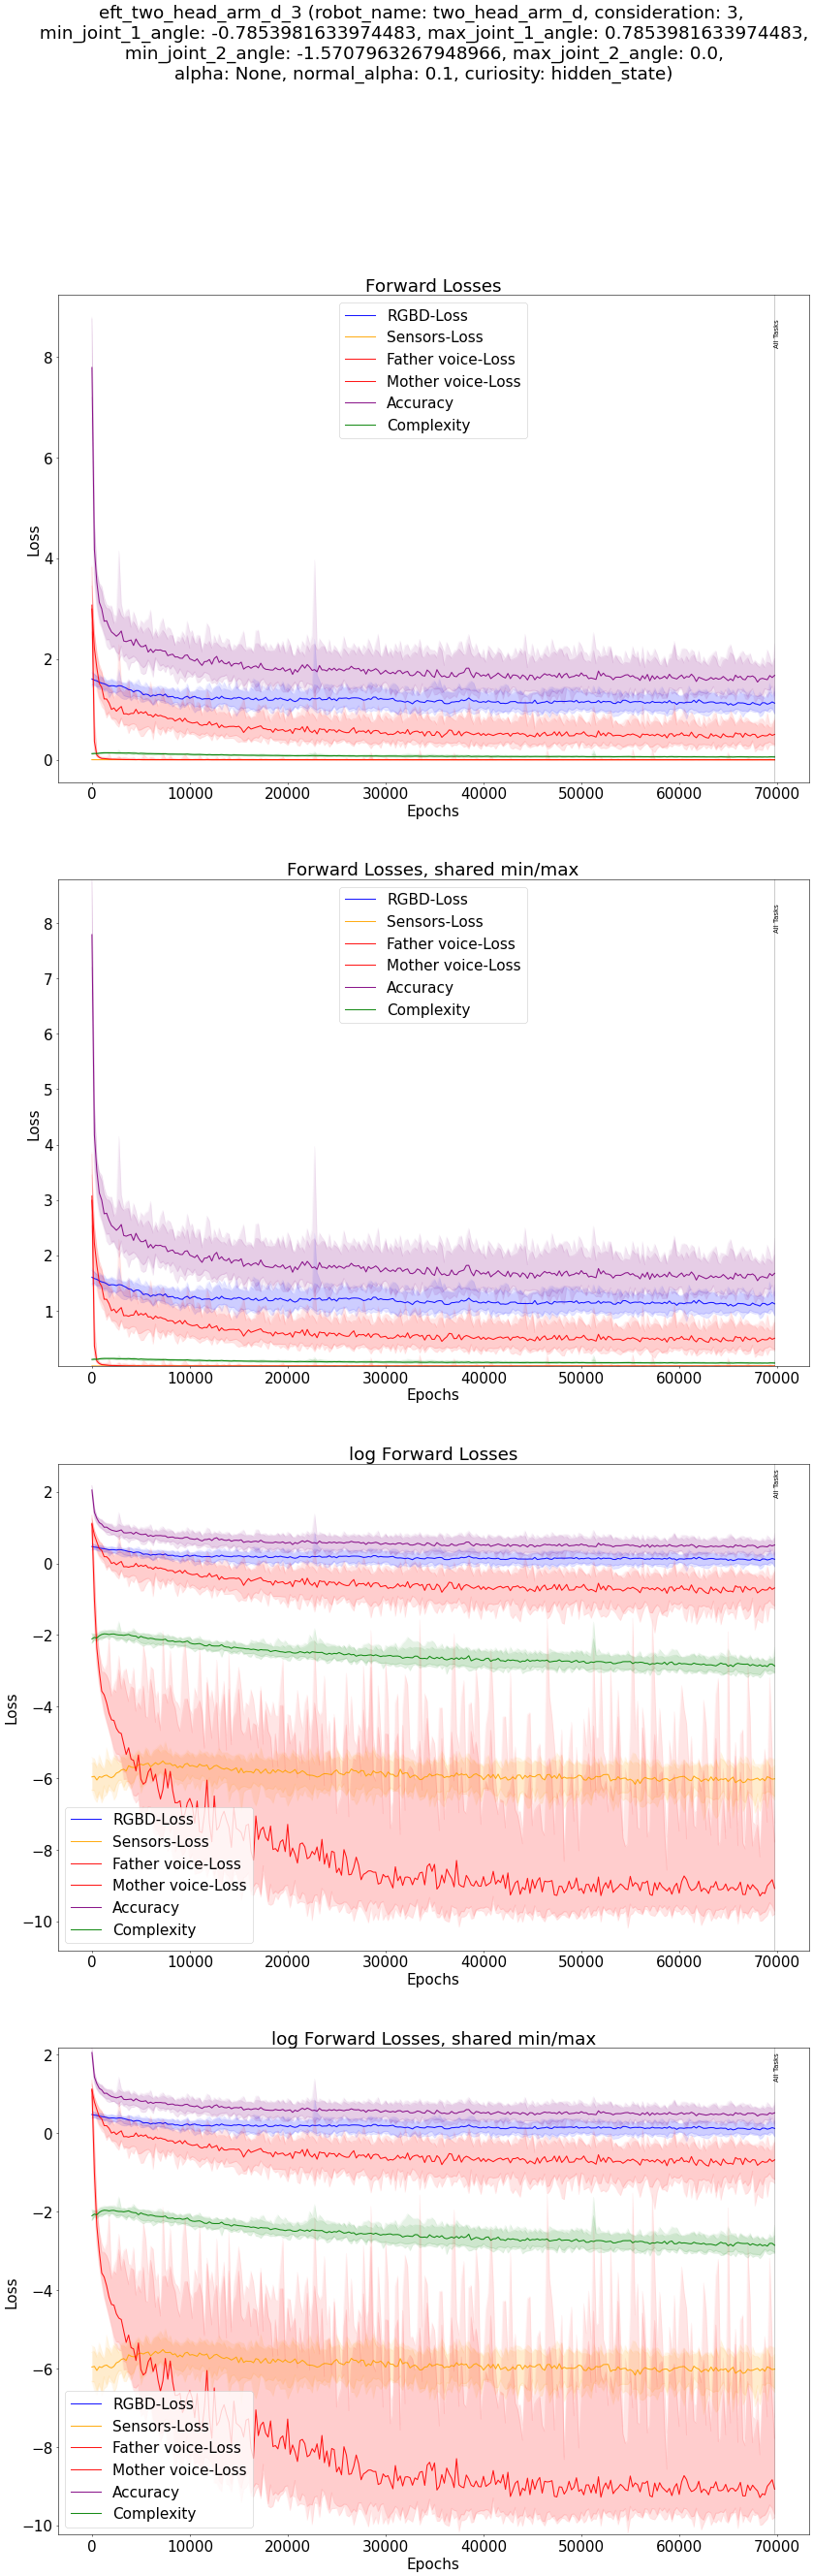 eft_two_head_arm_d_3 (robot_name: two_head_arm_d, consideration: 3,
min_joint_1_angle: -0.7853981633974483, max_joint_1_angle: 0.7853981633974483,
min_joint_2_angle: -1.5707963267948966, max_joint_2_angle: 0.0,
alpha: None, normal_alpha: 0.1, curiosity: hidden_state)
Forward Losses
RGBD-Loss
Sensors-Loss
Father voice-Loss
Mother voice-Loss
Accuracy
Complexity
All Tasks
8
6
4
2
0
Loss
0 10000 20000 30000 40000 50000 60000 70000
Epochs
Forward Losses, shared min/max
RGBD-Loss
Sensors-Loss
Father voice-Loss
Mother voice-Loss
Accuracy
Complexity
All Tasks
8
7
6
5
4
3
2
1
Loss
0 10000 20000 30000 40000 50000 60000 70000
Epochs
log Forward Losses
All Tasks
2
0
−2
−4
−6
−8
−10
Loss
RGBD-Loss
Sensors-Loss
Father voice-Loss
Mother voice-Loss
Accuracy
Complexity
0 10000 20000 30000 40000 50000 60000 70000
Epochs
log Forward Losses, shared min/max
All Tasks
2
0
−2
−4
−6
−8
−10
Loss
RGBD-Loss
Sensors-Loss
Father voice-Loss
Mother voice-Loss
Accuracy
Complexity
0 10000 20000 30000 40000 50000 60000 70000
Epochs